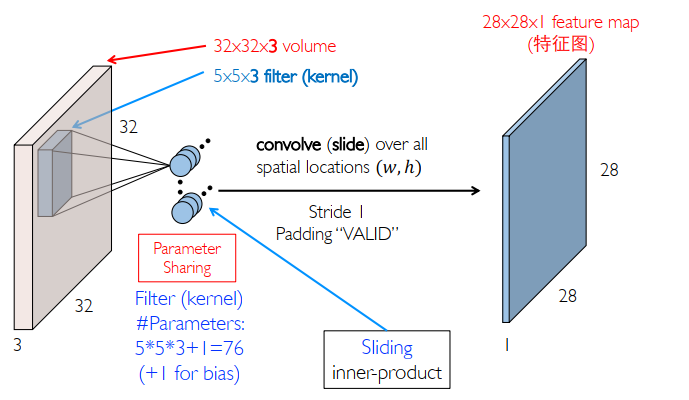 32x32x3 volume
5x5x3 filter (kernel)
28x28x1 feature map
(特征图)
32
convolve (slide) over all
spatial locations (w, h)
28
Stride 1
Padding “VALID”
Parameter
Sharing
32
28
Filter (kernel)
#Parameters:
5*5*3+1=76
(+1 for bias)
3
1
Sliding
inner-product